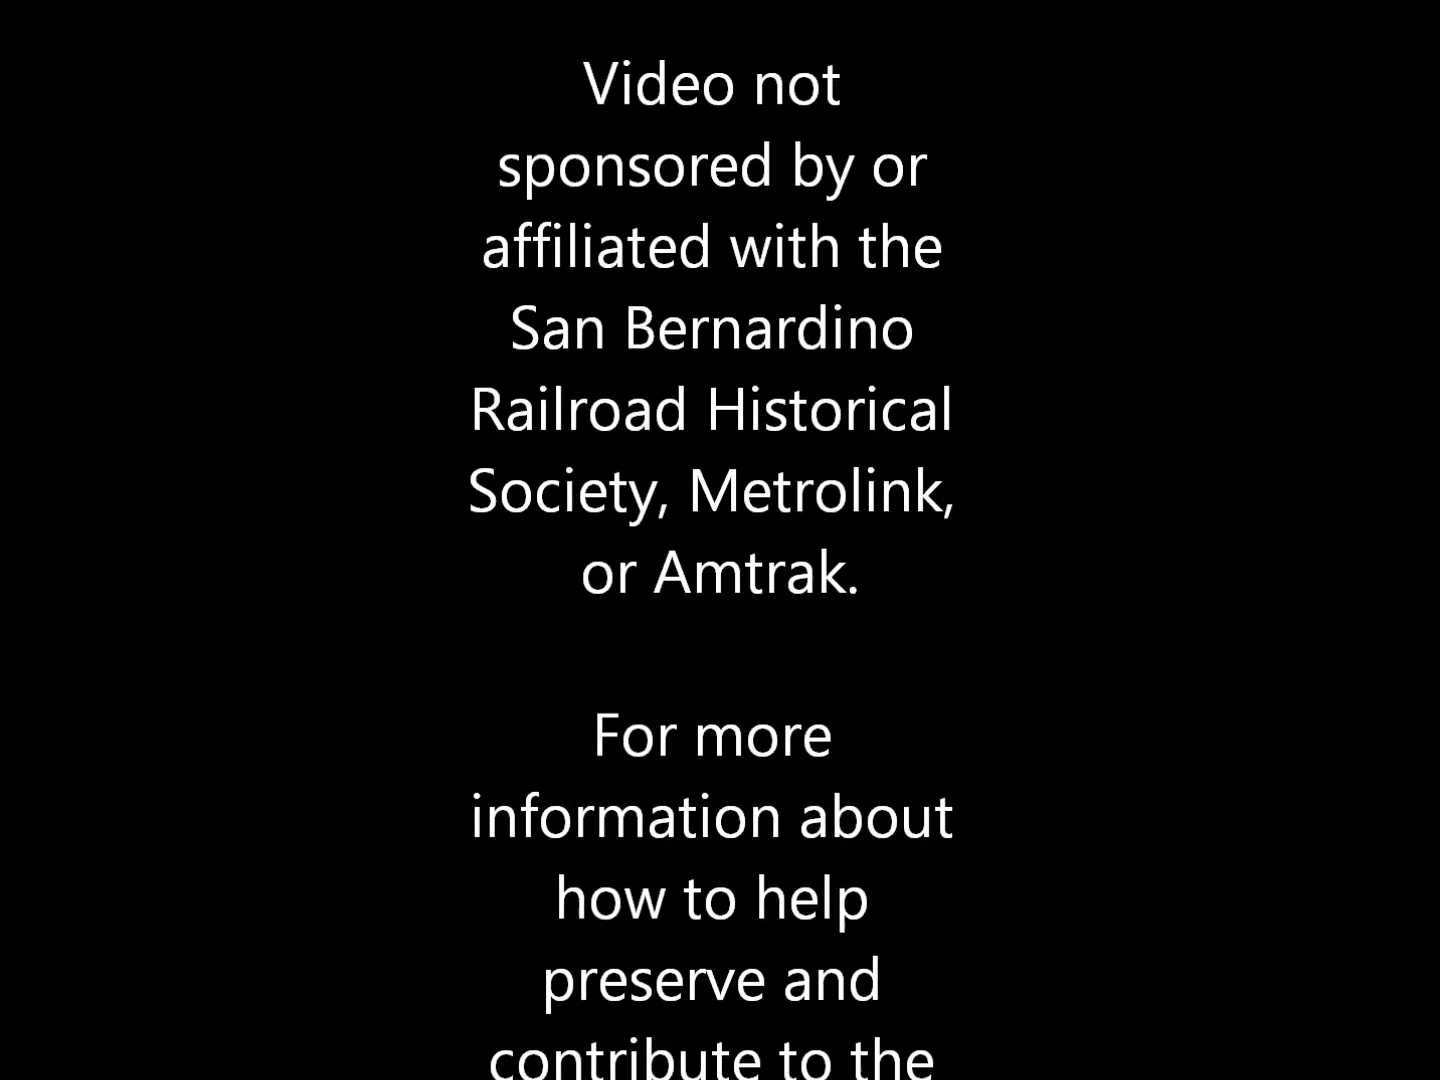 Video not
sponsored by or
affiliated with the
San Bernardino
Railroad Historical
Society, Metrolink,
or Amtrak.
For more
information about
how to help
preserve and
contribute to the